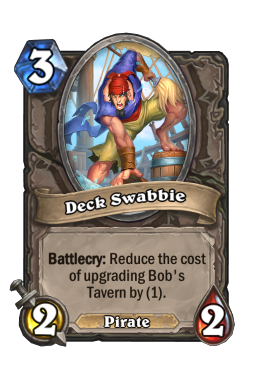 3
Deck Swabbie
Battlecry: Reduce the cost
of upgrading Bob's
Tavern by (1).
2
Pirate
2